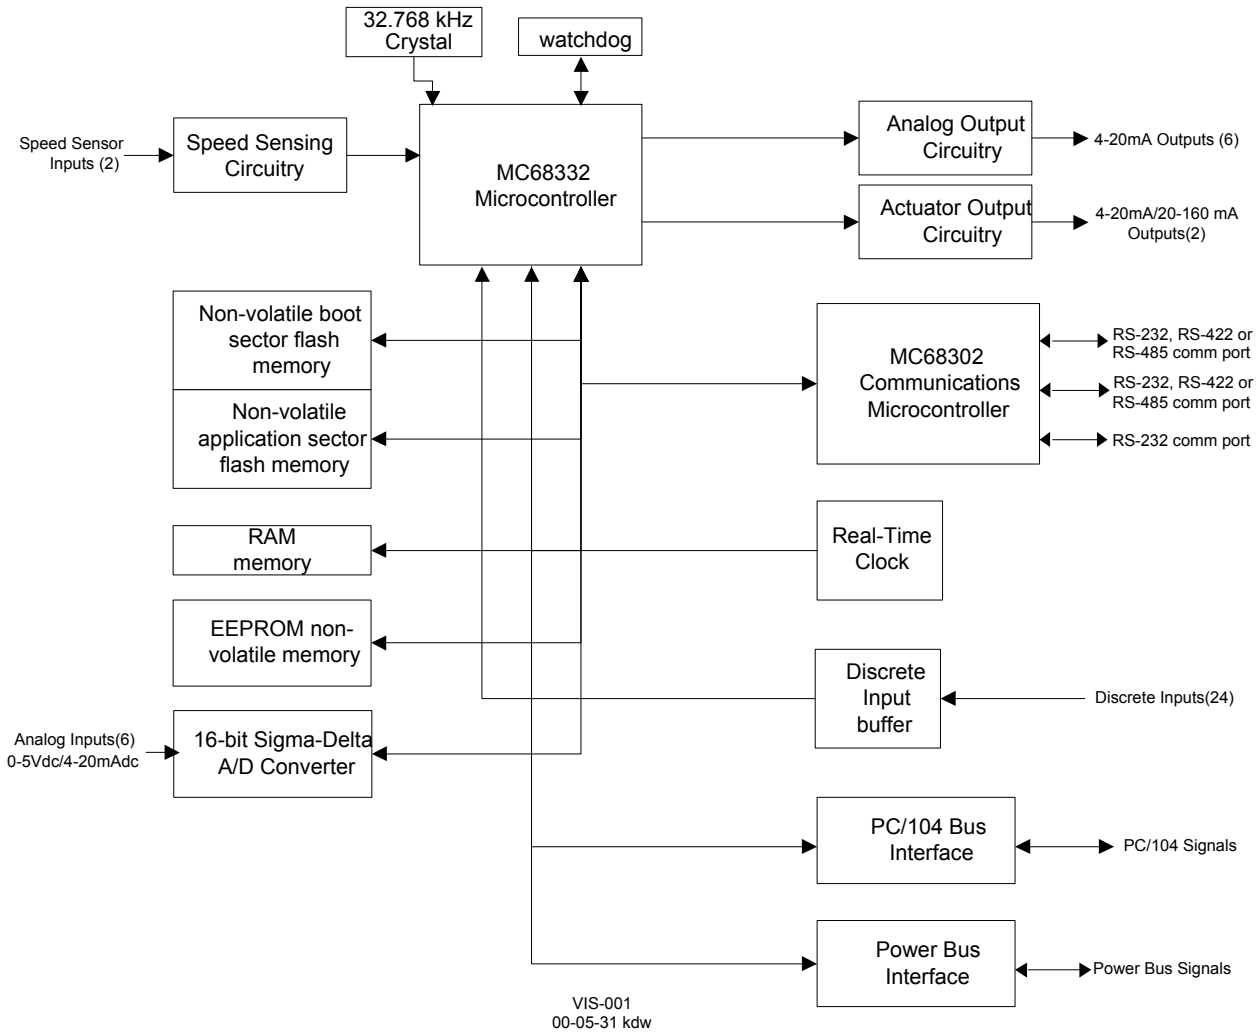 32.768 kHz
Crystal
watchdog
Speed Sensor
Inputs (2)
Speed Sensing
Circuitry
MC68332
Microcontroller
Analog Output
Circuitry
4-20mA Outputs (6)
Actuator Output
Circuitry
4-20mA/20-160 mA
Outputs(2)
Non-volatile boot
sector flash
memory
Non-volatile
application sector
flash memory
MC68302
Communications
Microcontroller
RS-232, RS-422 or
RS-485 comm port
RS-232, RS-422 or
RS-485 comm port
RS-232 comm port
RAM
memory
Real-Time
Clock
EEPROM non-
volatile memory
Discrete
Input
buffer
Discrete Inputs(24)
Analog Inputs(6)
0-5Vdc/4-20mAdc
16-bit Sigma-Delta
A/D Converter
PC/104 Bus
Interface
PC/104 Signals
Power Bus
Interface
Power Bus Signals
VIS-001
00-05-31 kdw